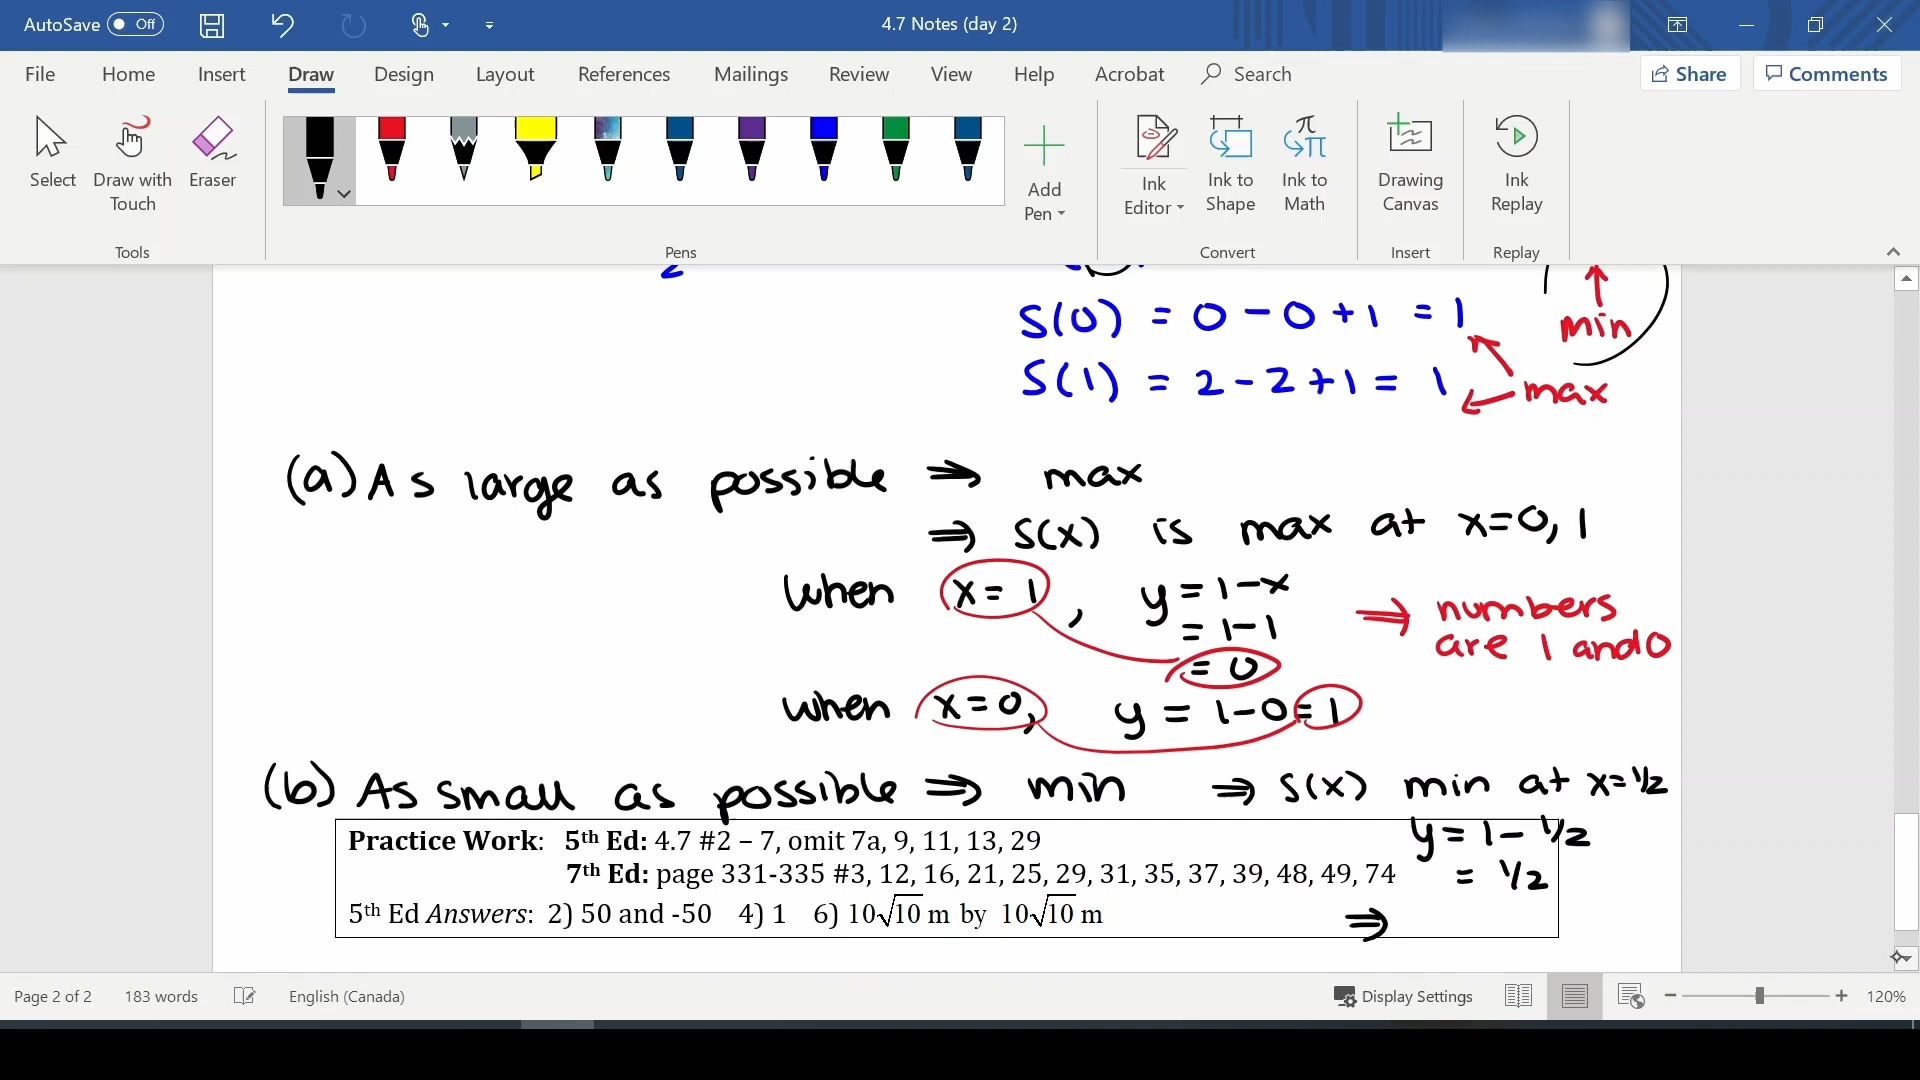 AutoSave Off 4.7 Notes (day 2)
File Home Insert Draw Design Layout References Mailings Review View Help Acrobat Search Share Comments
Select Draw with Touch Eraser Add Pen Ink Editor Ink to Shape Ink to Math Drawing Canvas Ink Replay
Tools Pens Convert Insert Replay
S(0) = 0 - 0 + 1 = 1
min
S(1) = 2 - 2 + 1 = 1
max
(a) As large as possible ⇒ max
⇒ S(x) is max at x=0, 1
when x = 1, y = 1-x
= 1-1
= 0
⇒ numbers
are 1 and 0
when x=0, y = 1-0 = 1
(b) As small as possible ⇒ min ⇒ S(x) min at x=1/2
y = 1 - 1/2
= 1/2
⇒
Practice Work: 5th Ed: 4.7 #2 – 7, omit 7a, 9, 11, 13, 29
7th Ed: page 331-335 #3, 12, 16, 21, 25, 29, 31, 35, 37, 39, 48, 49, 74
5th Ed Answers: 2) 50 and -50 4) 1 6) 10√10 m by 10√10 m
Page 2 of 2 183 words English (Canada) Display Settings 120%